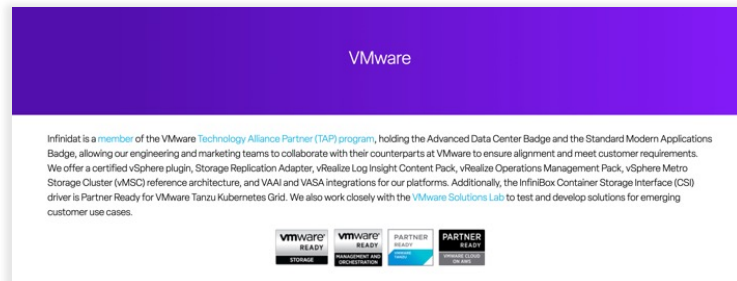 VMware
Infinidat is a member of the VMware Technology Alliance Partner (TAP) program, holding the Advanced Data Center Badge and the Standard Modern Applications
Badge, allowing our engineering and marketing teams to collaborate with their counterparts at VMware to ensure alignment and meet customer requirements.
We offer a certified vSphere plugin, Storage Replication Adapter, vRealize Log Insight Content Pack, vRealize Operations Management Pack, vSphere Metro
Storage Cluster (vMSC) reference architecture, and VAAI and VASA integrations for our platforms. Additionally, the InfiniBox Container Storage Interface (CSI)
driver is Partner Ready for VMware Tanzu Kubernetes Grid. We also work closely with the VMware Solutions Lab to test and develop solutions for emerging
customer use cases.
vmware READY STORAGE
vmware READY MANAGEMENT AND ORCHESTRATION
PARTNER READY VMWARE TANZU
PARTNER READY VMWARE CLOUD ON AWS